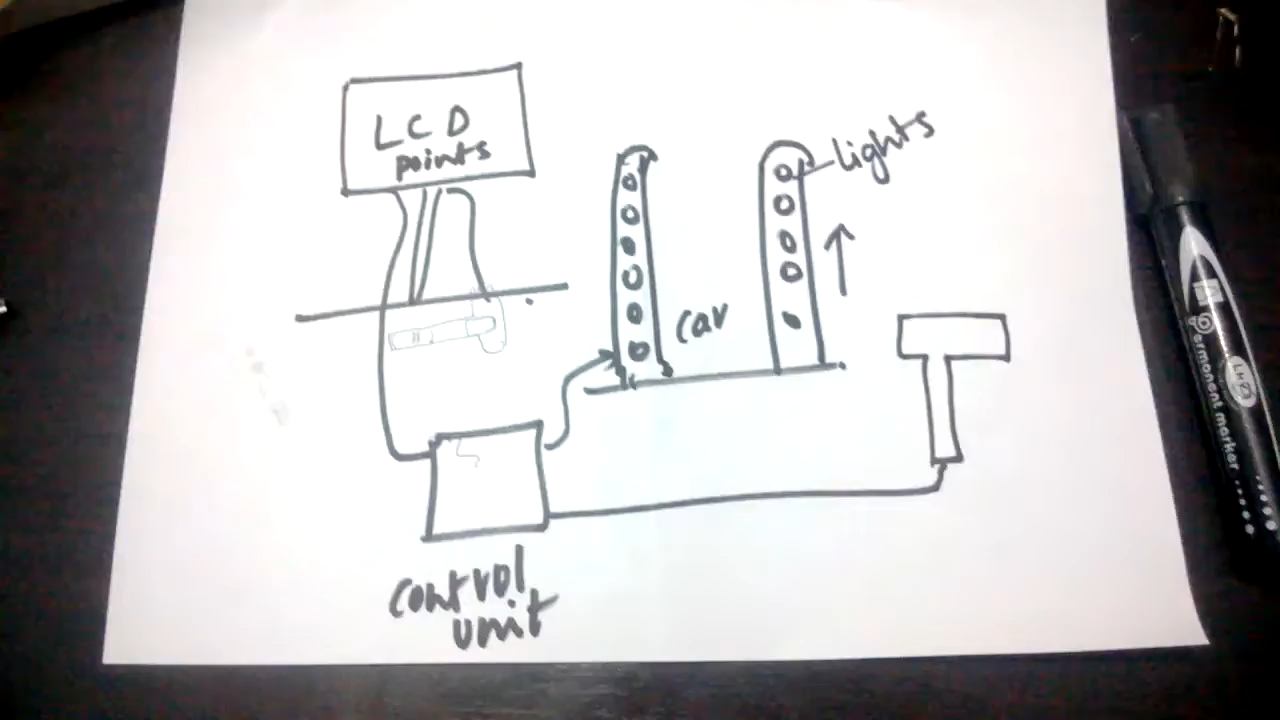 LCD
points
lights
car
control
unit
Permanent marker